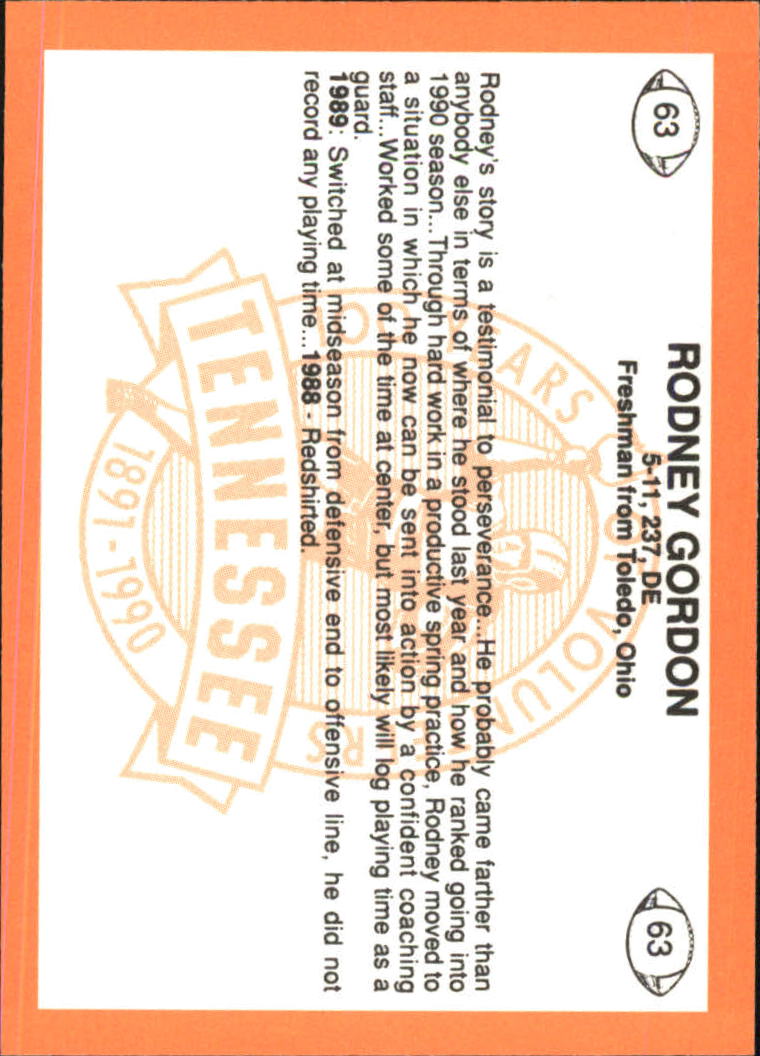 63
63
RODNEY GORDON
5-11, 237, DE
Freshman from Toledo, Ohio
Rodney's story is a testimonial to perseverance...He probably came farther than
anybody else in terms of where he stood last year and how he ranked going into
1990 season...Through hard work in a productive spring practice, Rodney moved to
a situation in which he now can be sent into action by a confident coaching
staff...Worked some of the time at center, but most likely will log playing time as a
guard.
1989: Switched at midseason from defensive end to offensive line, he did not
record any playing time...1988 - Redshirted.
100 YEARS OF VOLUNTEERS
TENNESSEE
1891-1990